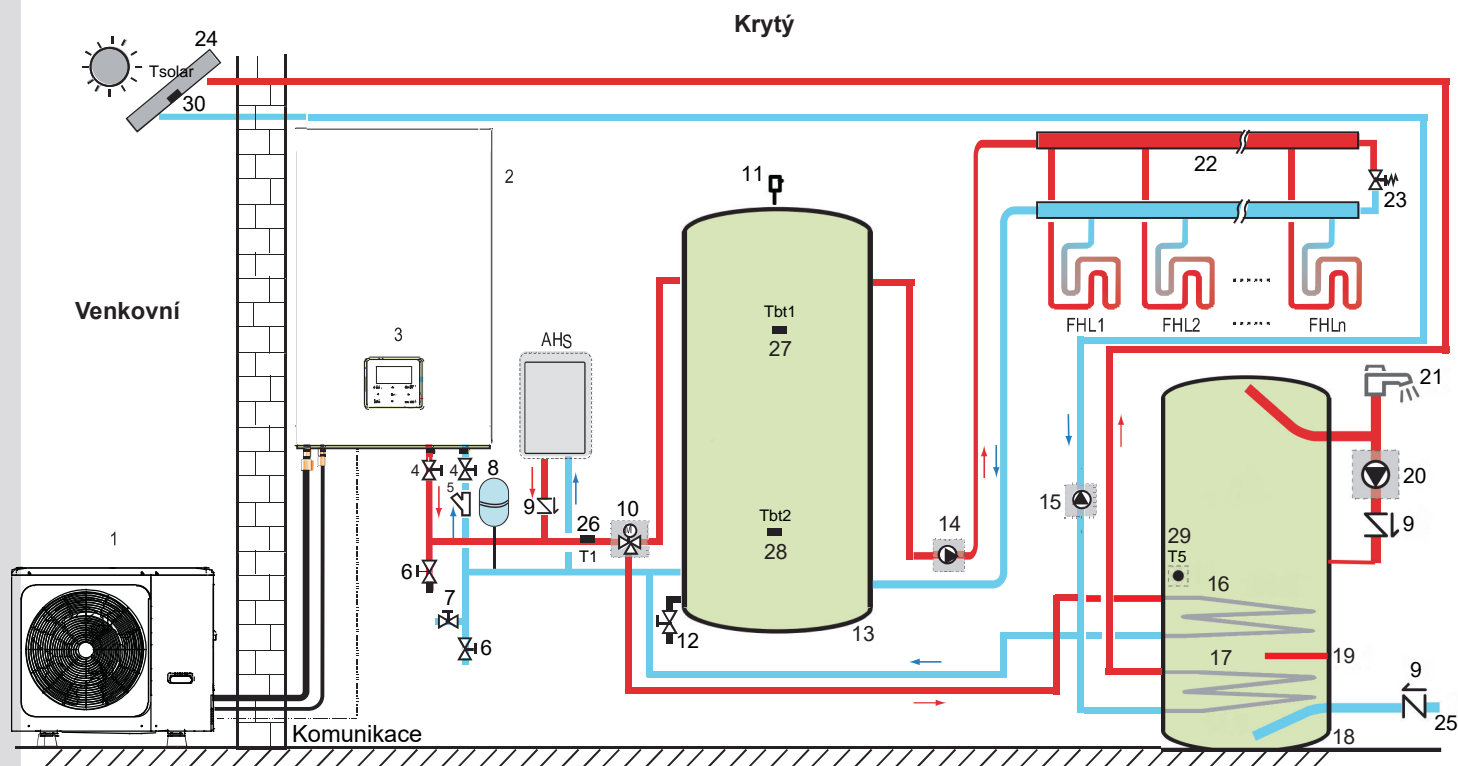 Krytý
24
Tsolar
30
2
11
22
23
Venkovní
3
AHS
Tbt1
27
FHL1
FHL2
......
......
FHLn
21
4
4
8
5
9
10
M
26
T1
Tbt2
28
14
15
20
9
29
T5
1
6
7
6
12
13
16
17
19
9
25
18
Komunikace